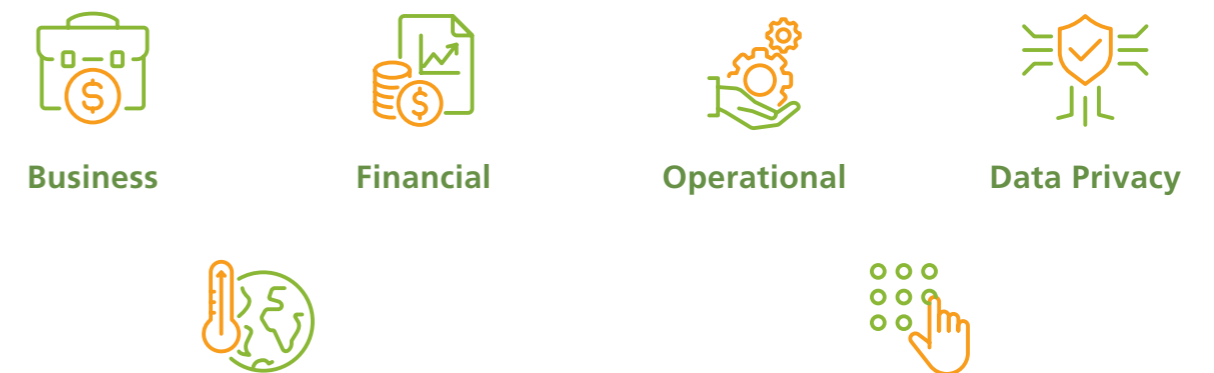 $
$
Business
Financial
Operational
Data Privacy